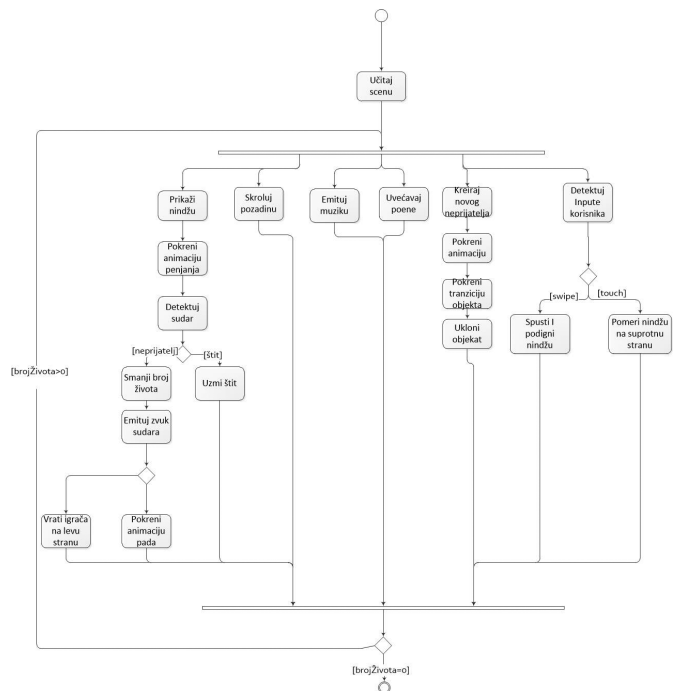 Učitaj
scenu
Prikaži
nindžu
Skroluj
pozadinu
Emituj
muziku
Uvećavaj
poene
Kreiraj
novog
neprijatelja
Detektuj
Inpute
korisnika
Pokreni
animaciju
penjanja
Pokreni
animaciju
Detektuj
sudar
Pokreni
tranziciju
objekta
[swipe]
[touch]
Ukloni
objekat
Spusti I
podigni
nindžu
Pomeri nindžu
na suprotnu
stranu
[neprijatelj]
[štit]
[brojŽivota>0]
Smanji broj
života
Uzmi štit
Emituj zvuk
sudara
Vrati igrača
na levu
stranu
Pokreni
animaciju
pada
[brojŽivota=0]